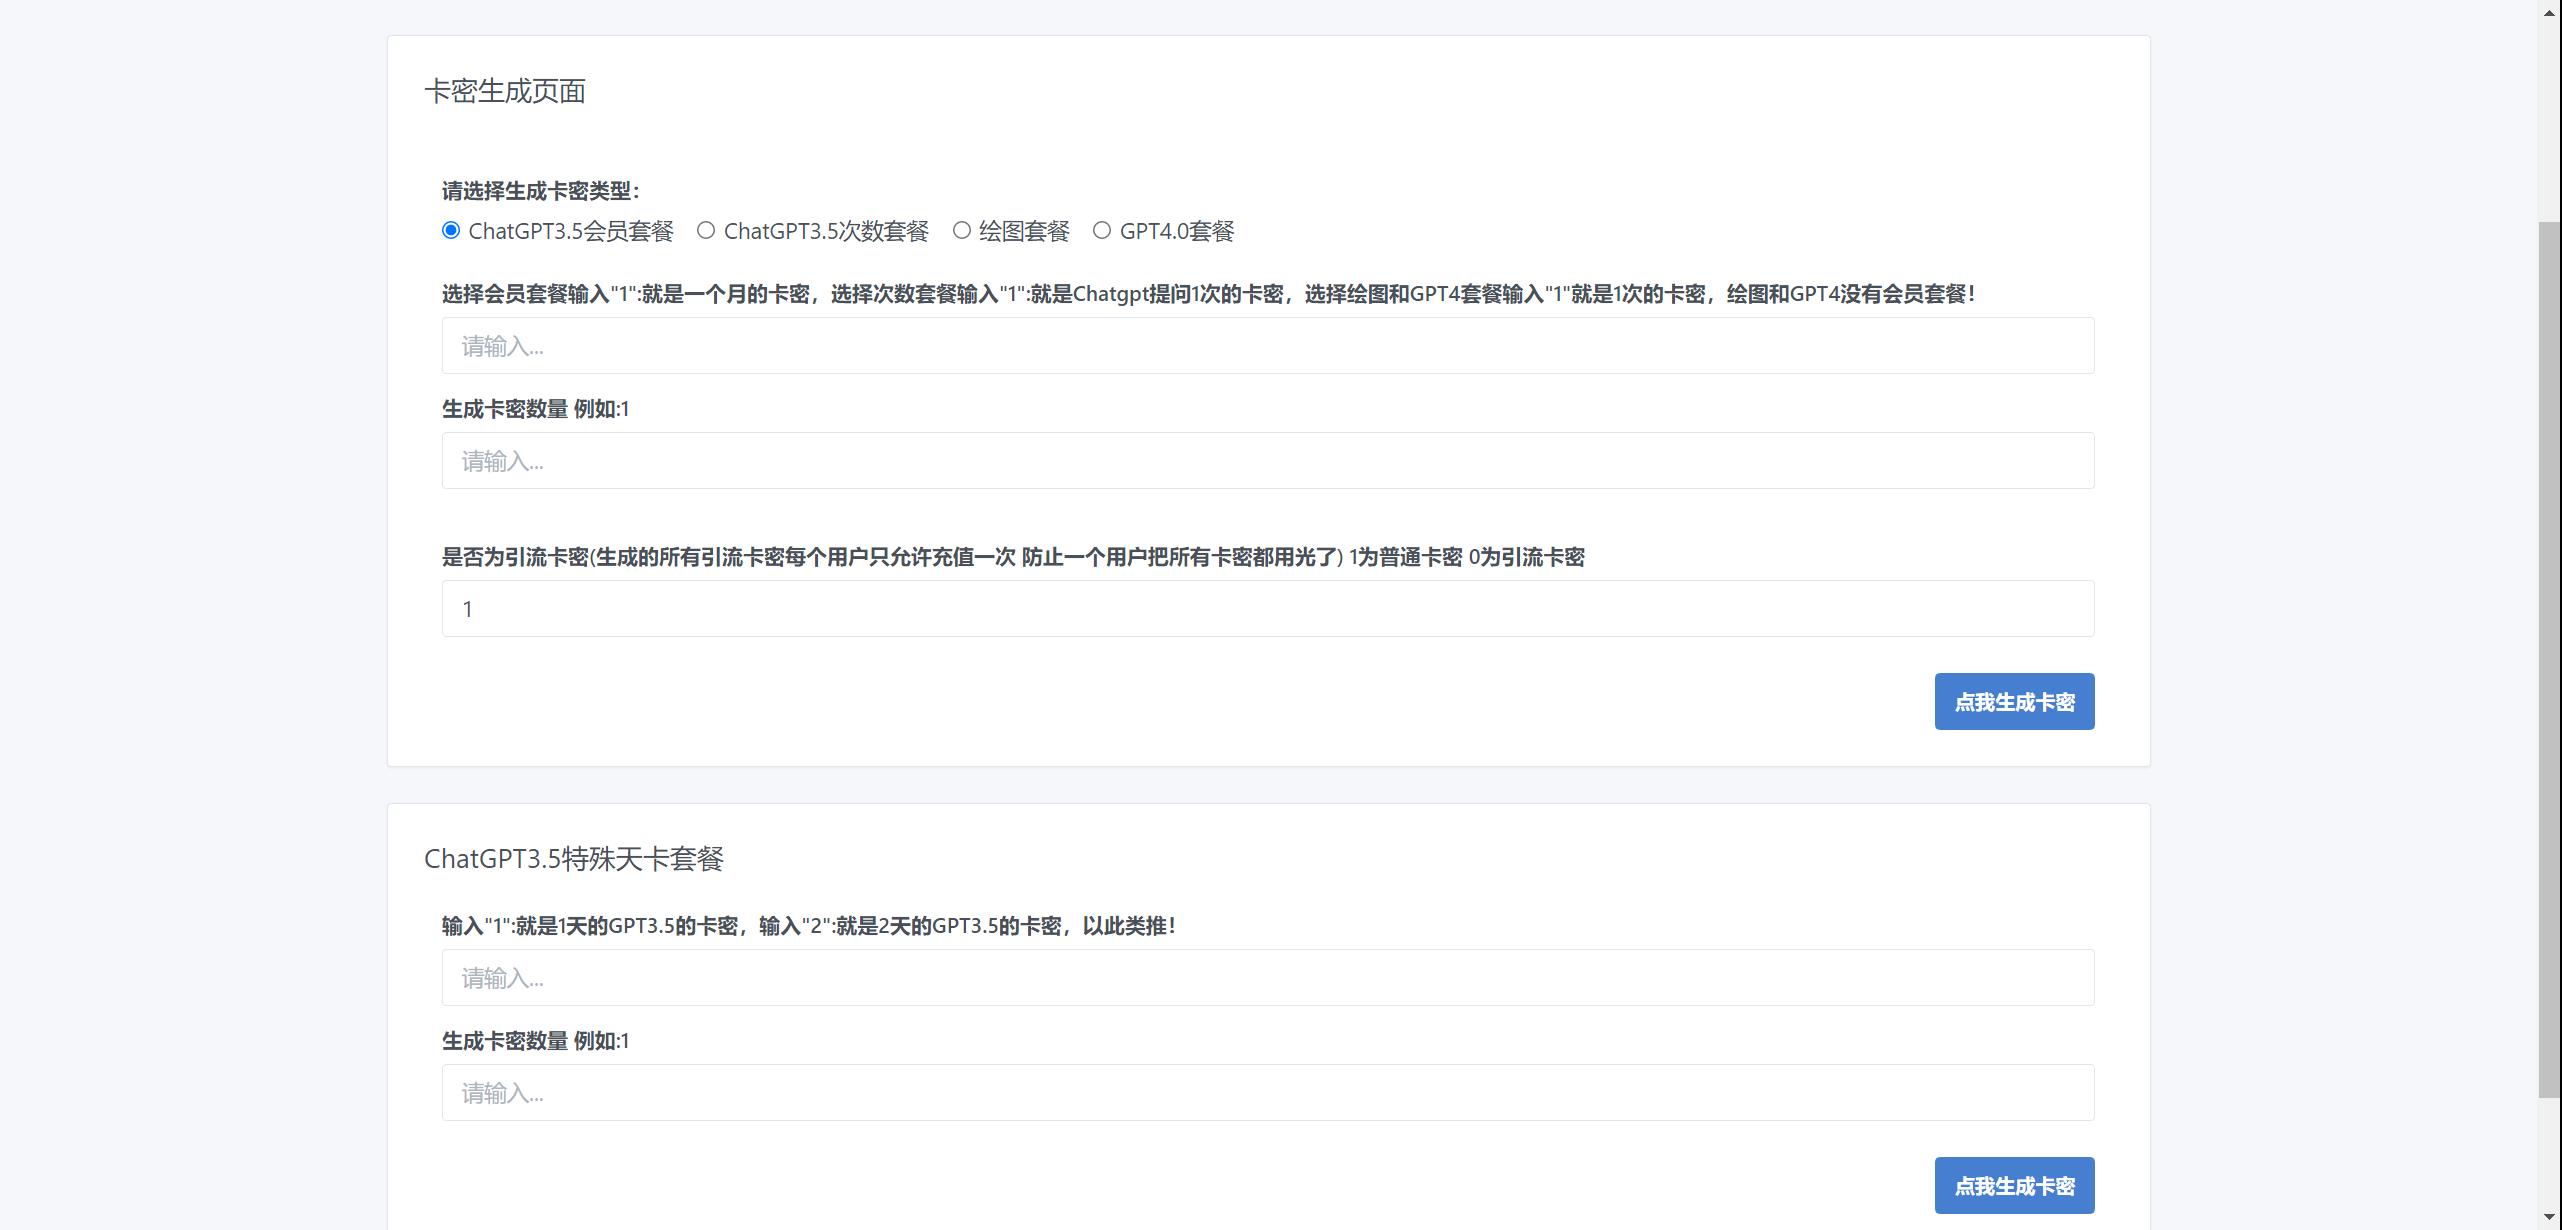 卡密生成页面
请选择生成卡密类型：
ChatGPT3.5会员套餐 ChatGPT3.5次数套餐 绘图套餐 GPT4.0套餐
选择会员套餐输入"1":就是一个月的卡密，选择次数套餐输入"1":就是Chatgpt提问1次的卡密，选择绘图和GPT4套餐输入"1"就是1次的卡密，绘图和GPT4没有会员套餐！
请输入...
生成卡密数量 例如:1
请输入...
是否为引流卡密(生成的所有引流卡密每个用户只允许充值一次 防止一个用户把所有卡密都用光了) 1为普通卡密 0为引流卡密
1
点我生成卡密
ChatGPT3.5特殊天卡套餐
输入"1":就是1天的GPT3.5的卡密，输入"2":就是2天的GPT3.5的卡密，以此类推！
请输入...
生成卡密数量 例如:1
请输入...
点我生成卡密